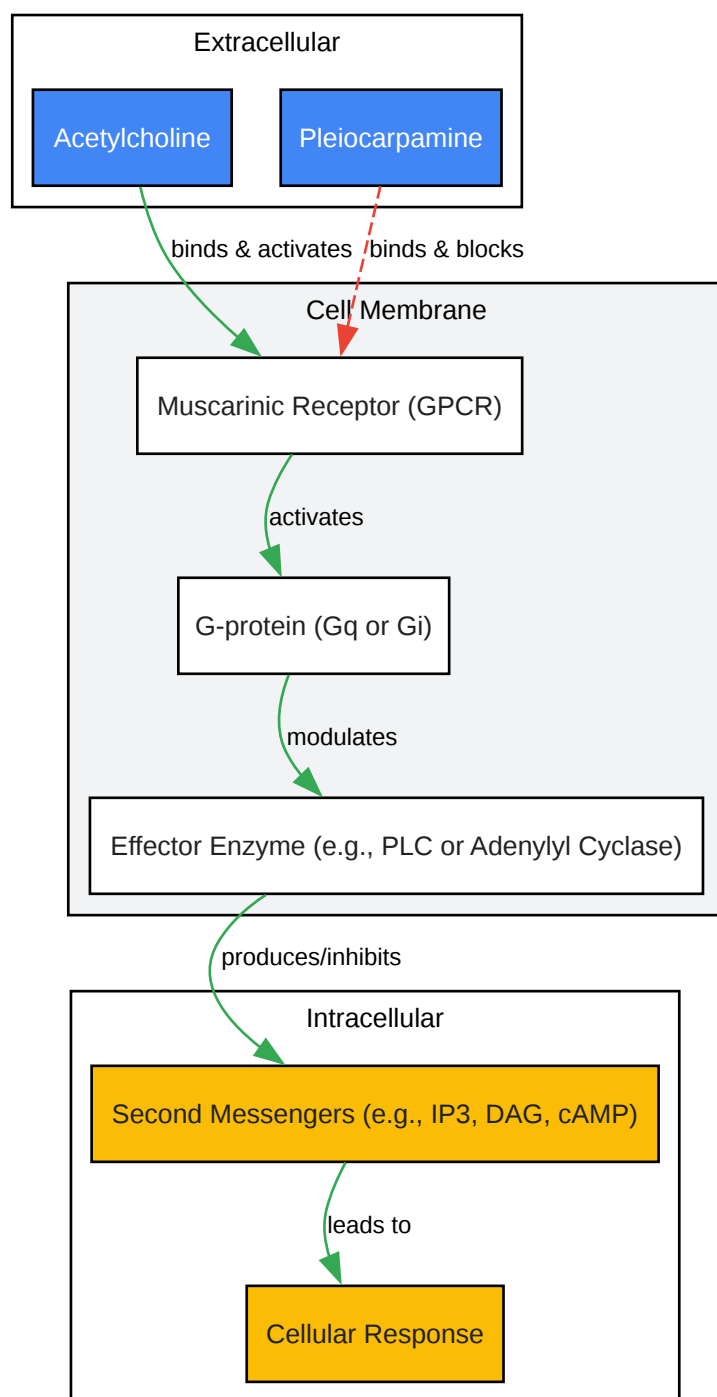 Extracellular
Acetylcholine
Pleiocarpamine
binds & activates
binds & blocks
Cell Membrane
Muscarinic Receptor (GPCR)
activates
G-protein (Gq or Gi)
modulates
Effector Enzyme (e.g., PLC or Adenylyl Cyclase)
produces/inhibits
Intracellular
Second Messengers (e.g., IP3, DAG, cAMP)
leads to
Cellular Response